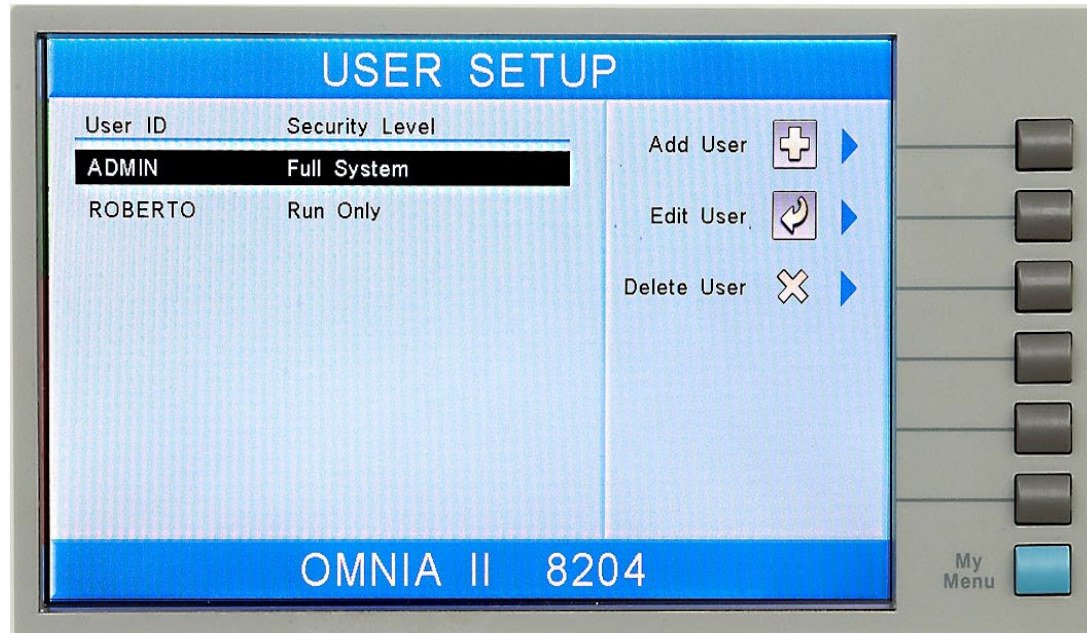 USER SETUP
User ID Security Level
ADMIN Full System
ROBERTO Run Only
Add User
Edit User
Delete User
OMNIA II 8204
My
Menu